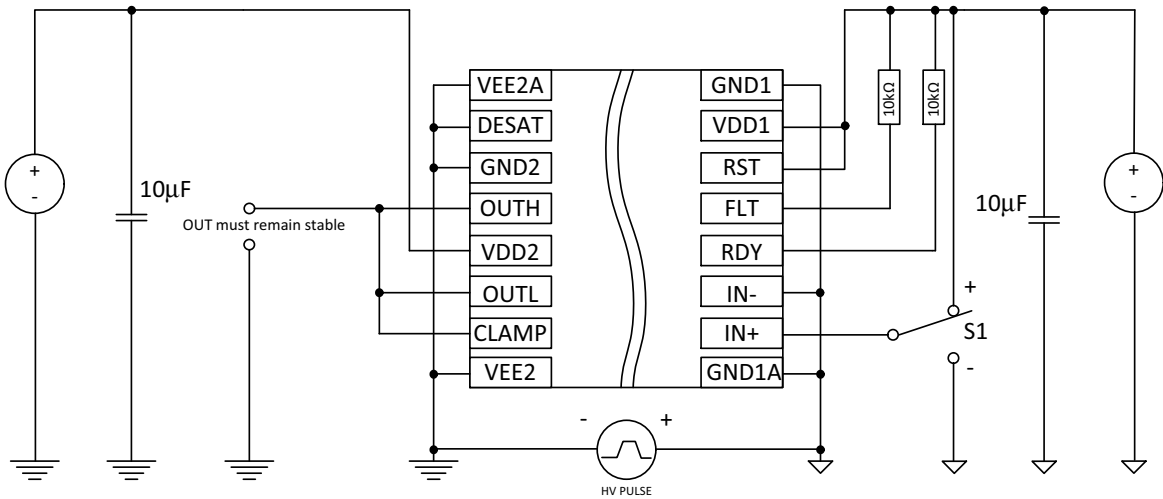 VEE2A
DESAT
GND2
OUTH
VDD2
OUTL
CLAMP
VEE2
GND1
VDD1
RST
FLT
RDY
IN-
IN+
GND1A
+
-
10µF
OUT must remain stable
10kΩ
10kΩ
10µF
+
-
+
S1
-
-
+
HV PULSE